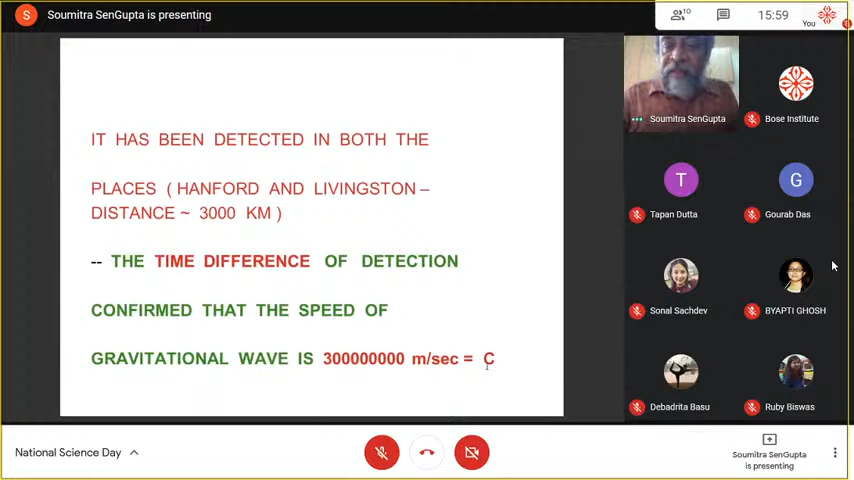 S Soumitra SenGupta is presenting
10
15:59
You
IT HAS BEEN DETECTED IN BOTH THE
PLACES ( HANFORD AND LIVINGSTON –
DISTANCE ~ 3000 KM )
-- THE TIME DIFFERENCE OF DETECTION
CONFIRMED THAT THE SPEED OF
GRAVITATIONAL WAVE IS 300000000 m/sec = C
Soumitra SenGupta
Bose Institute
T
Tapan Dutta
G
Gourab Das
Sonal Sachdev
BYAPTI GHOSH
Debadrita Basu
Ruby Biswas
National Science Day
Soumitra SenGupta
is presenting